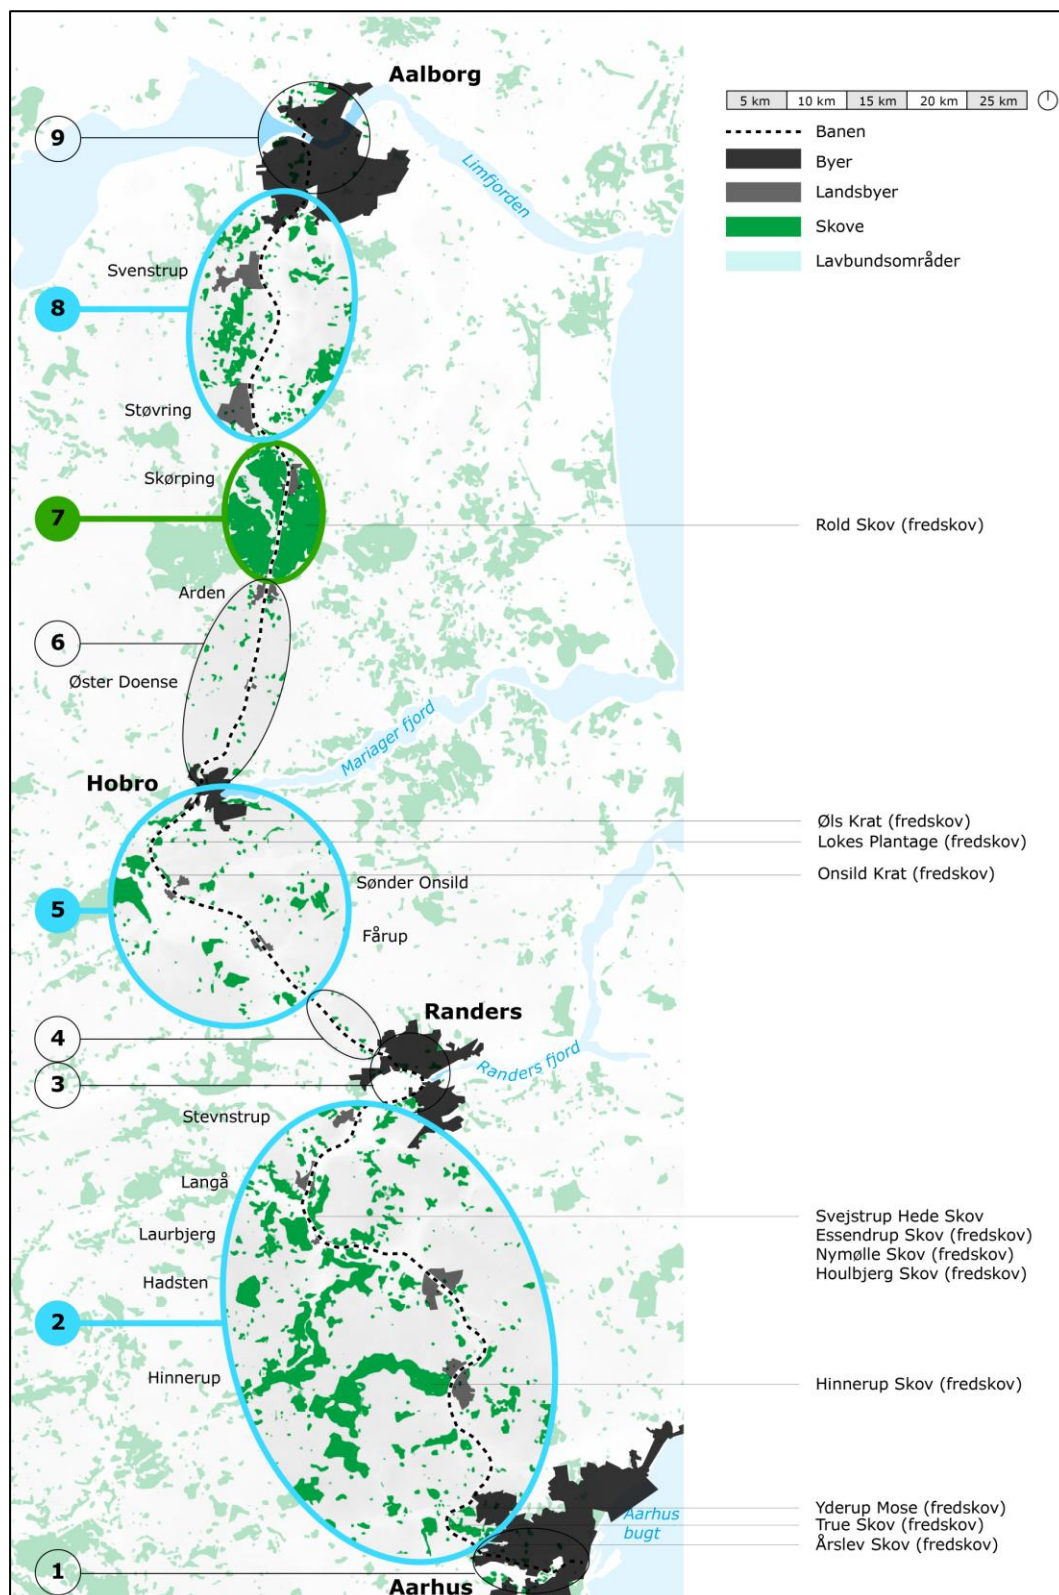 Aalborg
5 km 10 km 15 km 20 km 25 km
Banen
Byer
Landsbyer
Skove
Lavbundsområder
9
Limfjorden
Svenstrup
8
Støvring
Skørping
7
Rold Skov (fredskov)
Arden
6
Øster Doense
Mariager fjord
Hobro
Øls Krat (fredskov)
Lokes Plantage (fredskov)
Onsild Krat (fredskov)
Sønder Onsild
5
Fårup
Randers
4
Randers fjord
3
Stevnstrup
Langå
Svejstrup Hede Skov
Laurbjerg
Essendrup Skov (fredskov)
Nymølle Skov (fredskov)
Houlbjerg Skov (fredskov)
Hadsten
2
Hinnerup
Hinnerup Skov (fredskov)
Yderup Mose (fredskov)
Aarhus
bugt
True Skov (fredskov)
Årslev Skov (fredskov)
1
Aarhus